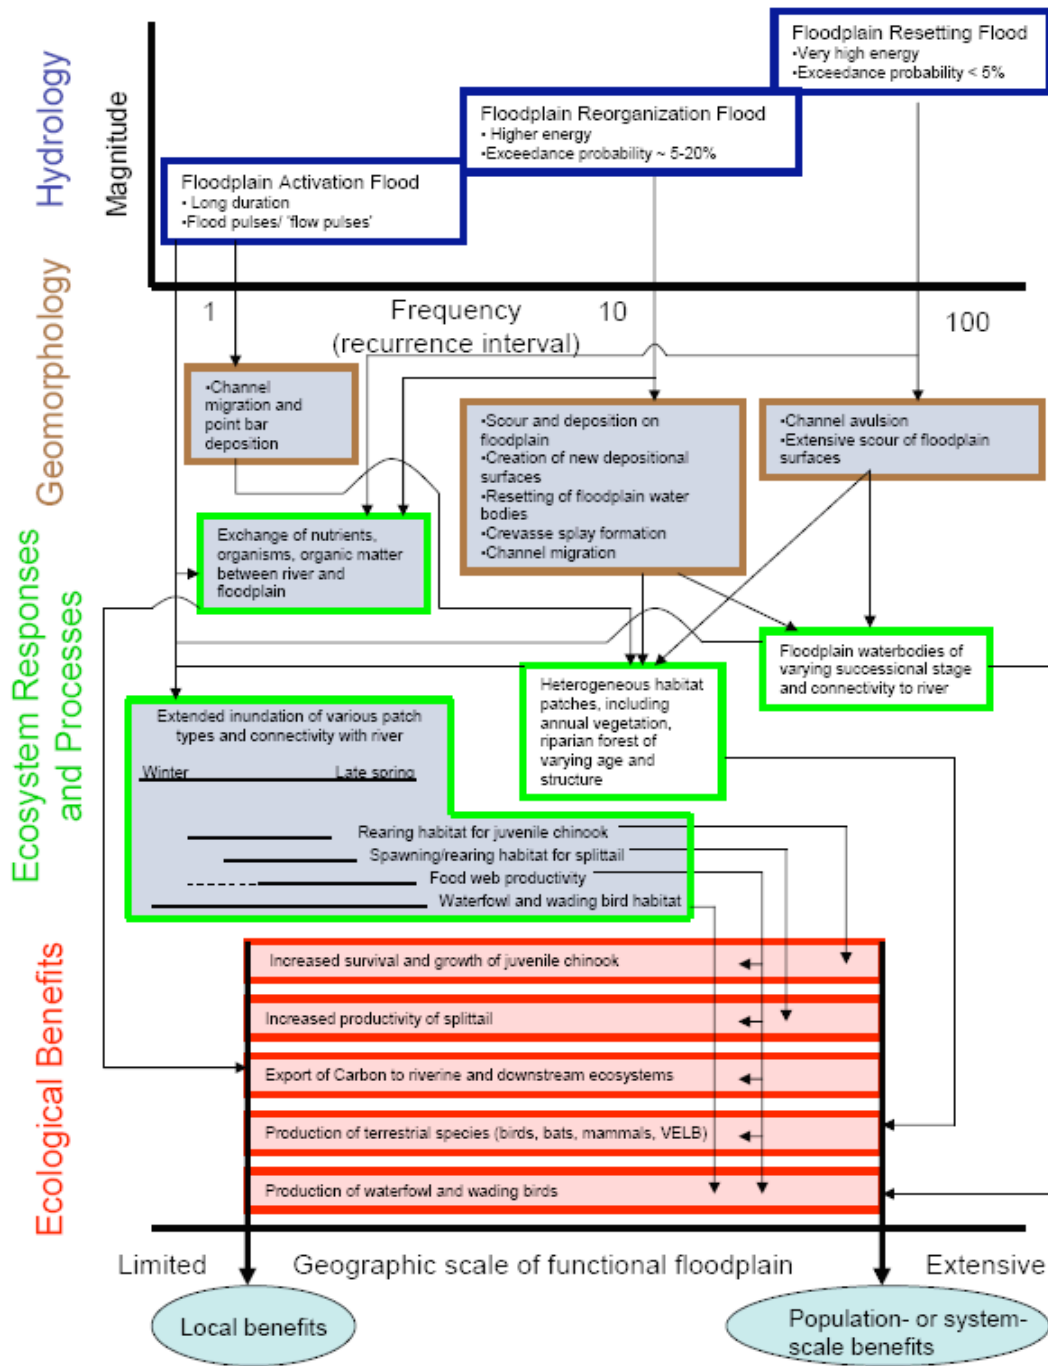 Hydrology
Magnitude
Floodplain Resetting Flood
•Very high energy
•Exceedance probability < 5%
Floodplain Reorganization Flood
• Higher energy
•Exceedance probability ~ 5-20%
Floodplain Activation Flood
• Long duration
•Flood pulses/ 'flow pulses'
1
Frequency
(recurrence interval)
10
100
Geomorphology
•Channel
migration and
point bar
deposition
•Scour and deposition on
floodplain
•Creation of new depositional
surfaces
•Resetting of floodplain water
bodies
•Crevasse splay formation
•Channel migration
•Channel avulsion
•Extensive scour of floodplain
surfaces
Ecosystem Responses
and Processes
Exchange of nutrients,
organisms, organic matter
between river and
floodplain
Floodplain waterbodies of
varying successional stage
and connectivity to river
Heterogeneous habitat
patches, including
annual vegetation,
riparian forest of
varying age and
structure
Extended inundation of various patch
types and connectivity with river
Winter
Late spring
Rearing habitat for juvenile chinook
Spawning/rearing habitat for splittail
Food web productivity
Waterfowl and wading bird habitat
Ecological Benefits
Increased survival and growth of juvenile chinook
Increased productivity of splittail
Export of Carbon to riverine and downstream ecosystems
Production of terrestrial species (birds, bats, mammals, VELB)
Production of waterfowl and wading birds
Limited
Geographic scale of functional floodplain
Extensive
Local benefits
Population- or system-
scale benefits